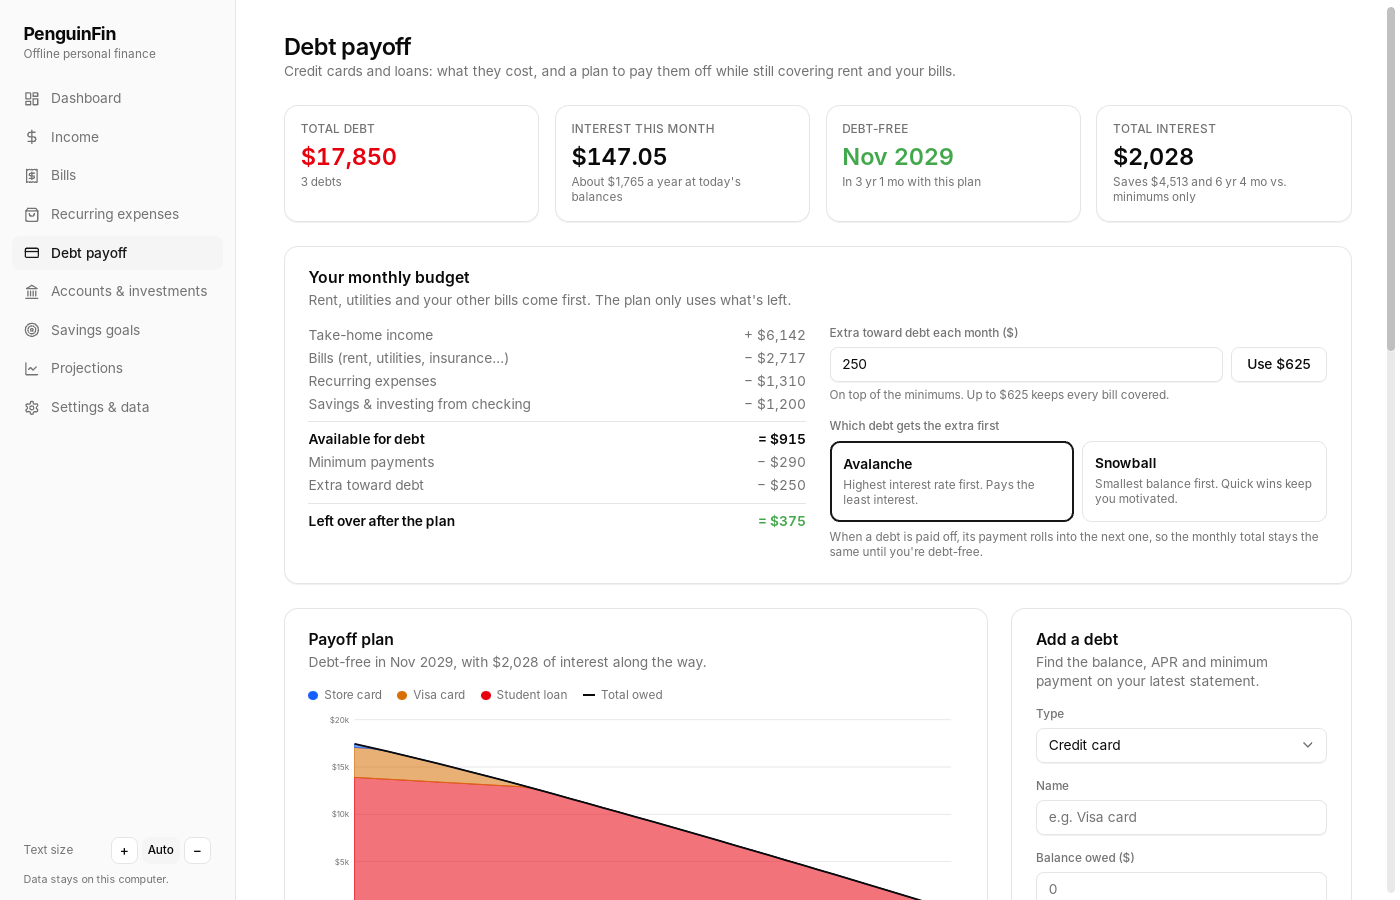 PenguinFin
Offline personal finance
Dashboard
Income
Bills
Recurring expenses
Debt payoff
Accounts & investments
Savings goals
Projections
Settings & data
Text size
+
Auto
−
Data stays on this computer.
Debt payoff
Credit cards and loans: what they cost, and a plan to pay them off while still covering rent and your bills.
TOTAL DEBT
$17,850
3 debts
INTEREST THIS MONTH
$147.05
About $1,765 a year at today's
balances
DEBT-FREE
Nov 2029
In 3 yr 1 mo with this plan
TOTAL INTEREST
$2,028
Saves $4,513 and 6 yr 4 mo vs.
minimums only
Your monthly budget
Rent, utilities and your other bills come first. The plan only uses what's left.
Take-home income + $6,142
Bills (rent, utilities, insurance…) − $2,717
Recurring expenses − $1,310
Savings & investing from checking − $1,200
Available for debt = $915
Minimum payments − $290
Extra toward debt − $250
Left over after the plan = $375
Extra toward debt each month ($)
250
Use $625
On top of the minimums. Up to $625 keeps every bill covered.
Which debt gets the extra first
Avalanche
Highest interest rate first. Pays the
least interest.
Snowball
Smallest balance first. Quick wins keep
you motivated.
When a debt is paid off, its payment rolls into the next one, so the monthly total stays the
same until you're debt-free.
Payoff plan
Debt-free in Nov 2029, with $2,028 of interest along the way.
Store card Visa card Student loan Total owed
$20k
$15k
$10k
$5k
Add a debt
Find the balance, APR and minimum
payment on your latest statement.
Type
Credit card
Name
e.g. Visa card
Balance owed ($)
0